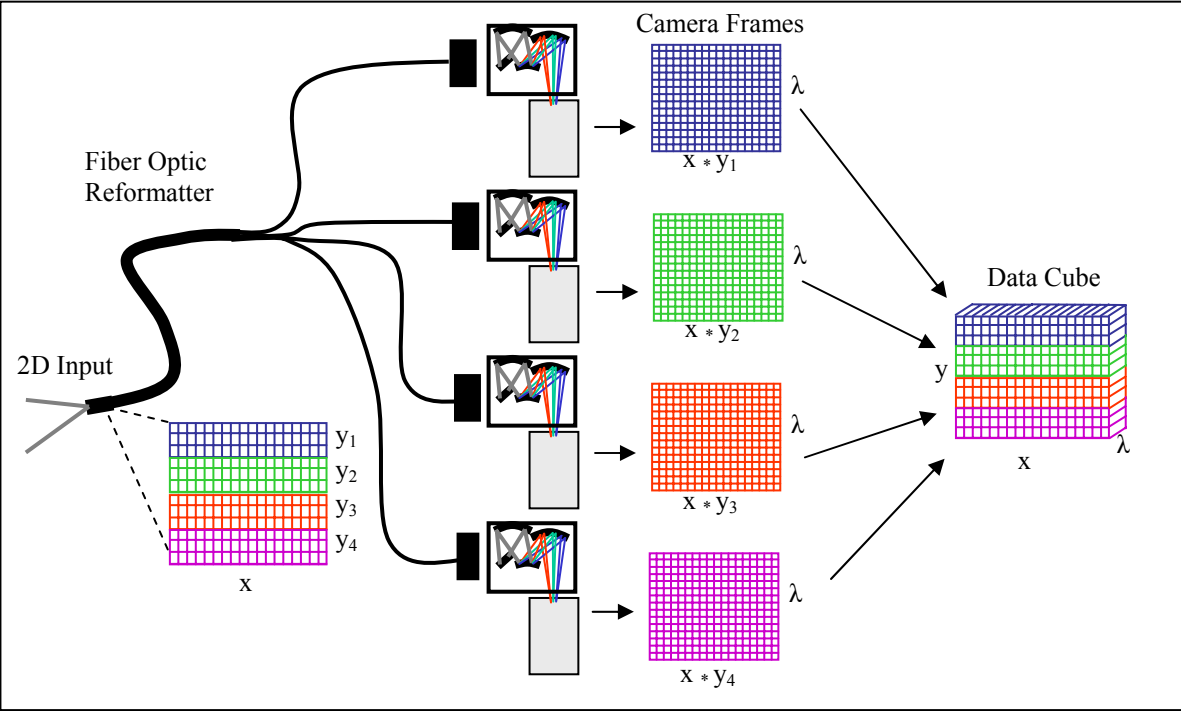 Camera Frames
λ
x * y₁
Fiber Optic
Reformatter
λ
x * y₂
Data Cube
y
x
λ
2D Input
y₁
y₂
y₃
y₄
x
λ
x * y₃
λ
x * y₄